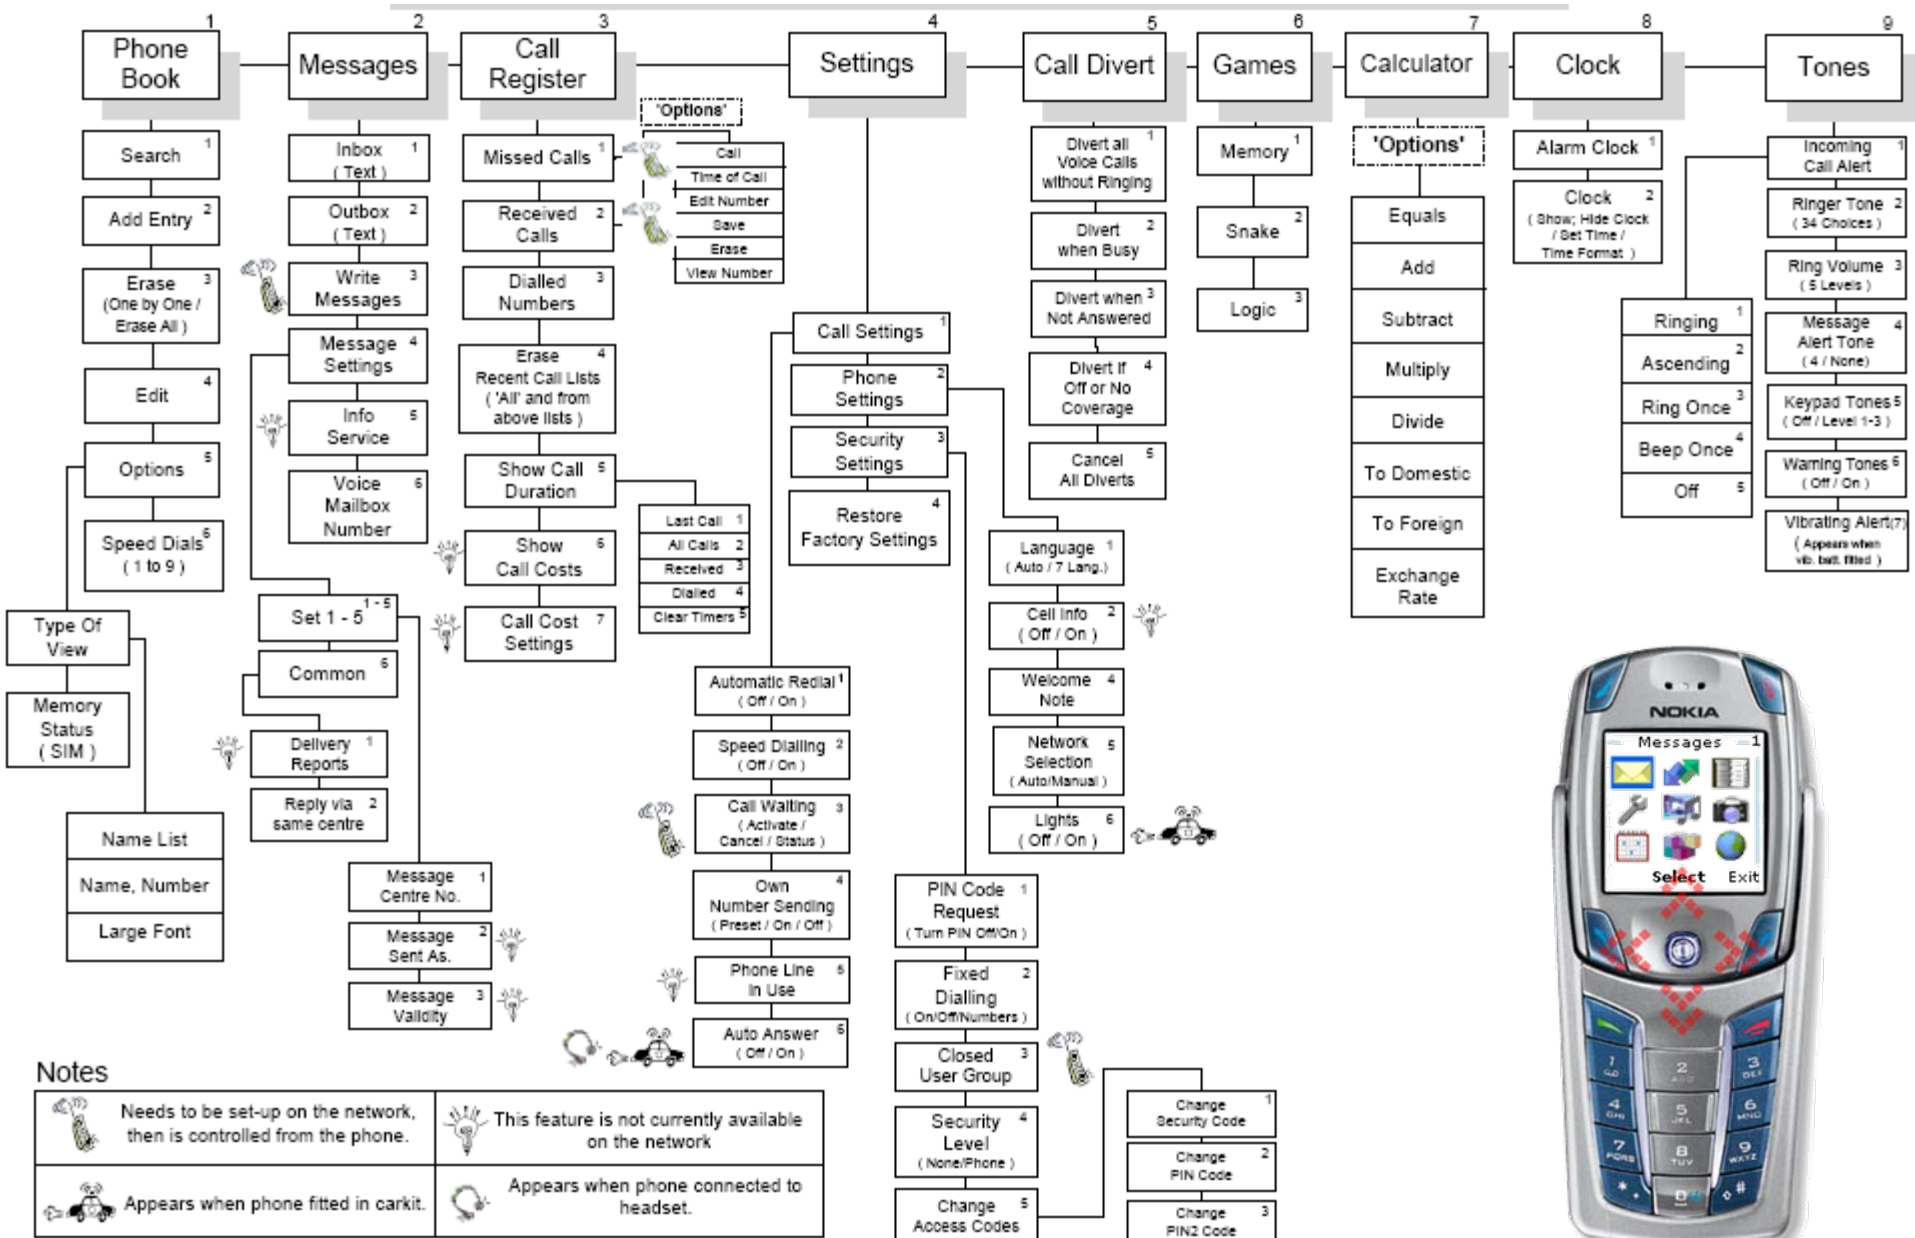 1
Phone
Book
2
Messages
3
Call
Register
4
Settings
5
Call Divert
6
Games
7
Calculator
8
Clock
9
Tones
Search 1
Add Entry 2
Erase 3
(One by One /
Erase All )
Edit 4
Options 5
Speed Dials 6
( 1 to 9 )
Type Of
View
Memory
Status
( SIM )
Name List
Name, Number
Large Font
Inbox 1
( Text )
Outbox 2
( Text )
Write 3
Messages
Message 4
Settings
Info 5
Service
Voice 6
Mailbox
Number
Set 1 - 5 1 - 5
Common 6
Delivery 1
Reports
Reply via 2
same centre
Message 1
Centre No.
Message 2
Sent As.
Message 3
Validity
Missed Calls 1
Received 2
Calls
Dialled 3
Numbers
Erase 4
Recent Call Lists
( 'All' and from
above lists )
Show Call 5
Duration
Show 6
Call Costs
Call Cost 7
Settings
'Options'
Call
Time of Call
Edit Number
Save
Erase
View Number
Last Call 1
All Calls 2
Received 3
Dialled 4
Clear Timers 5
Call Settings 1
Phone 2
Settings
Security 3
Settings
Restore 4
Factory Settings
Automatic Redial 1
( Off / On )
Speed Dialling 2
( Off / On )
Call Waiting 3
( Activate /
Cancel / Status )
Own 4
Number Sending
( Preset / On / Off )
Phone Line 5
In Use
Auto Answer 6
( Off / On )
Language 1
( Auto / 7 Lang.)
Cell Info 2
( Off / On )
Welcome 4
Note
Network 5
Selection
( Auto/Manual )
Lights 6
( Off / On )
PIN Code 1
Request
( Turn PIN Off/On )
Fixed 2
Dialling
( On/Off/Numbers )
Closed 3
User Group
Security 4
Level
( None/Phone )
Change 5
Access Codes
Change 1
Security Code
Change 2
PIN Code
Change 3
PIN2 Code
Divert all 1
Voice Calls
without Ringing
Divert 2
when Busy
Divert when 3
Not Answered
Divert If 4
Off or No
Coverage
Cancel 5
All Diverts
Memory 1
Snake 2
Logic 3
'Options'
Equals
Add
Subtract
Multiply
Divide
To Domestic
To Foreign
Exchange
Rate
Alarm Clock 1
Clock 2
( Show; Hide Clock
/ Set Time /
Time Format )
Incoming 1
Call Alert
Ringer Tone 2
( 34 Choices )
Ring Volume 3
( 5 Levels )
Message 4
Alert Tone
( 4 / None)
Keypad Tones 5
( Off / Level 1-3 )
Warning Tones 6
( Off / On )
Vibrating Alert(7)
( Appears when
vib. batt. fitted )
Ringing 1
Ascending 2
Ring Once 3
Beep Once 4
Off 5
Notes
Needs to be set-up on the network,
then is controlled from the phone.
This feature is not currently available
on the network
Appears when phone fitted in carkit.
Appears when phone connected to
headset.
NOKIA
Messages 1
Select Exit
1 2 3
DEF
4 GHI 5 JKL 6 MNO
7 PQRS 8 TUV 9 WXYZ
* 0 #